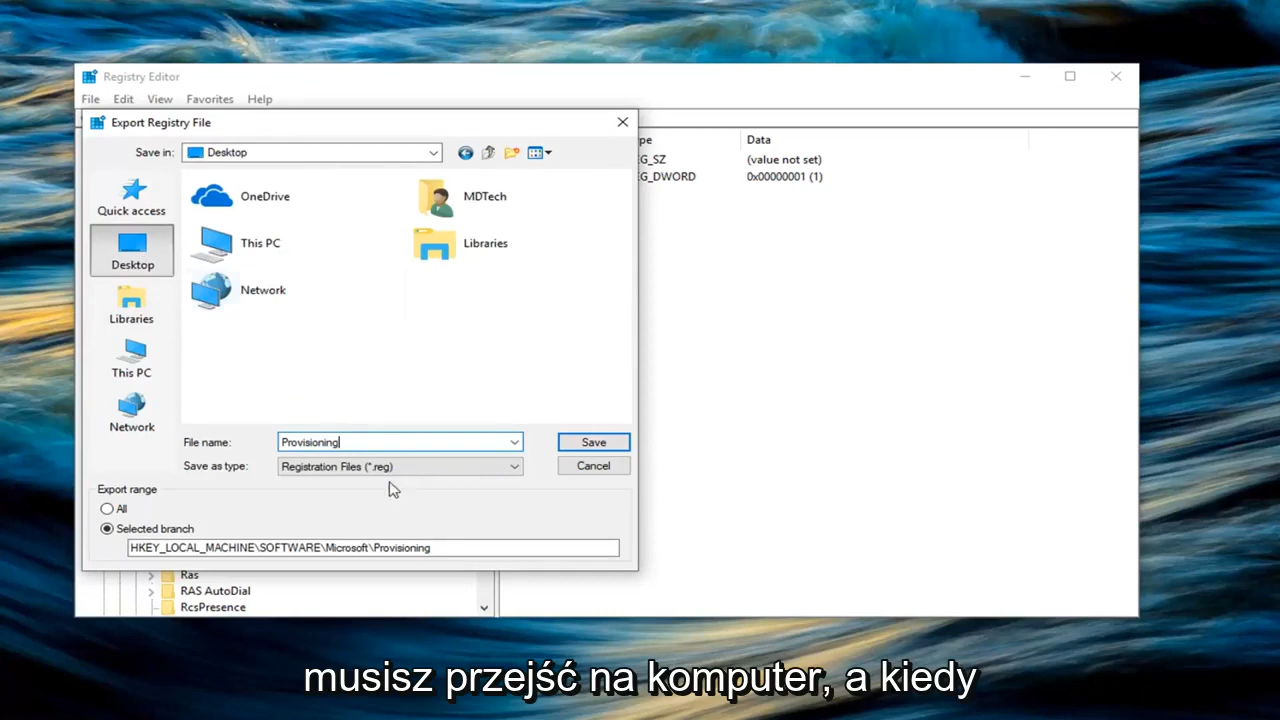 Registry Editor
File Edit View Favorites Help
Export Registry File
Save in: Desktop
Type Data
REG_SZ (value not set)
REG_DWORD 0x00000001 (1)
Quick access
Desktop
Libraries
This PC
Network
OneDrive MDTech
This PC Libraries
Network
File name: Provisioning Save
Save as type: Registration Files (*.reg) Cancel
Export range
All
Selected branch
HKEY_LOCAL_MACHINE\SOFTWARE\Microsoft\Provisioning
Ras
RAS AutoDial
RcsPresence
musisz przejść na komputer, a kiedy